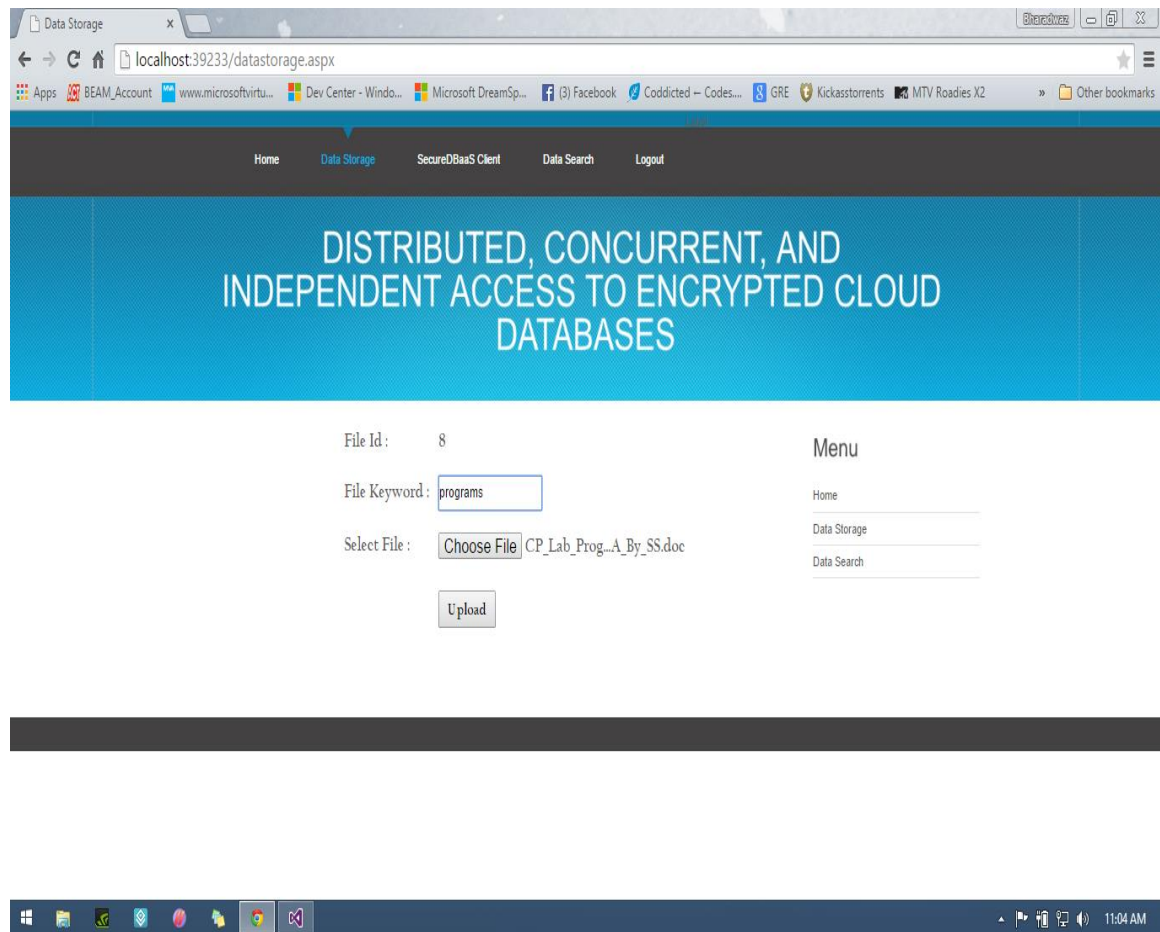 Data Storage
Bharadwaz
localhost:39233/datastorage.aspx
Apps BEAM_Account www.microsoftvirtu... Dev Center - Windo... Microsoft DreamSp... (3) Facebook Coddicted – Codes.... GRE Kickasstorrents MTV Roadies X2 » Other bookmarks
Home Data Storage SecureDBaaS Client Data Search Logout
DISTRIBUTED, CONCURRENT, AND
INDEPENDENT ACCESS TO ENCRYPTED CLOUD
DATABASES
File Id : 8
File Keyword : programs
Select File : Choose File CP_Lab_Prog...A_By_SS.doc
Upload
Menu
Home
Data Storage
Data Search
11:04 AM